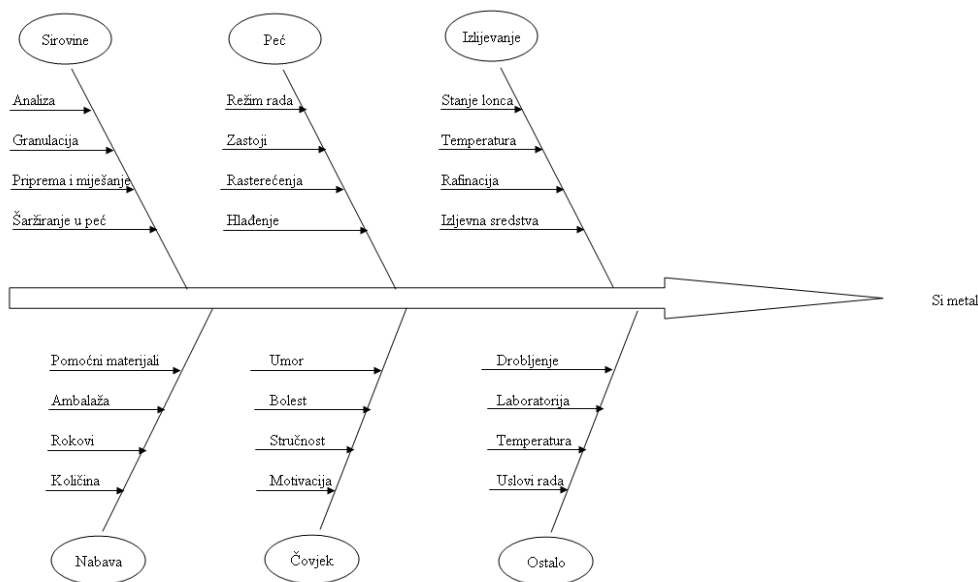 Sirovine
Peć
Izlijevanje
Analiza
Granulacija
Priprema i miješanje
Šaržiranje u peć
Režim rada
Zastoji
Rasterećenja
Hlađenje
Stanje lonca
Temperatura
Rafinacija
Izljevna sredstva
Si metal
Pomoćni materijali
Ambalaža
Rokovi
Količina
Umor
Bolest
Stručnost
Motivacija
Drobljenje
Laboratorija
Temperatura
Uslovi rada
Nabava
Čovjek
Ostalo